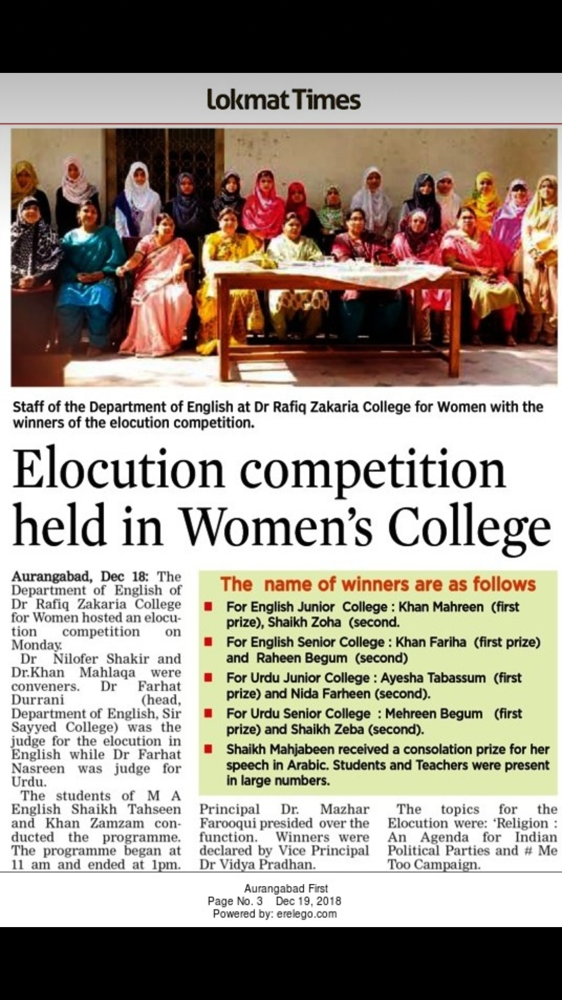 Lokmat Times
Staff of the Department of English at Dr Rafiq Zakaria College for Women with the
winners of the elocution competition.
Elocution competition
held in Women's College
Aurangabad, Dec 18: The
Department of English of
Dr Rafiq Zakaria College
for Women hosted an elocu-
tion competition on
Monday.
Dr Nilofer Shakir and
Dr.Khan Mahlaqa were
conveners. Dr Farhat
Durrani (head,
Department of English, Sir
Sayyed College) was the
judge for the elocution in
English while Dr Farhat
Nasreen was judge for
Urdu.
The students of M A
English Shaikh Tahseen
and Khan Zamzam con-
ducted the programme.
The programme began at
11 am and ended at 1pm.
The name of winners are as follows
For English Junior College : Khan Mahreen (first
prize), Shaikh Zoha (second.
For English Senior College : Khan Fariha (first prize)
and Raheen Begum (second)
For Urdu Junior College : Ayesha Tabassum (first
prize) and Nida Farheen (second).
For Urdu Senior College : Mehreen Begum (first
prize) and Shaikh Zeba (second).
Shaikh Mahjabeen received a consolation prize for her
speech in Arabic. Students and Teachers were present
in large numbers.
Principal Dr. Mazhar
Farooqui presided over the
function. Winners were
declared by Vice Principal
Dr Vidya Pradhan.
The topics for the
Elocution were: 'Religion :
An Agenda for Indian
Political Parties and # Me
Too Campaign.
Aurangabad First
Page No. 3 Dec 19, 2018
Powered by: erelego.com